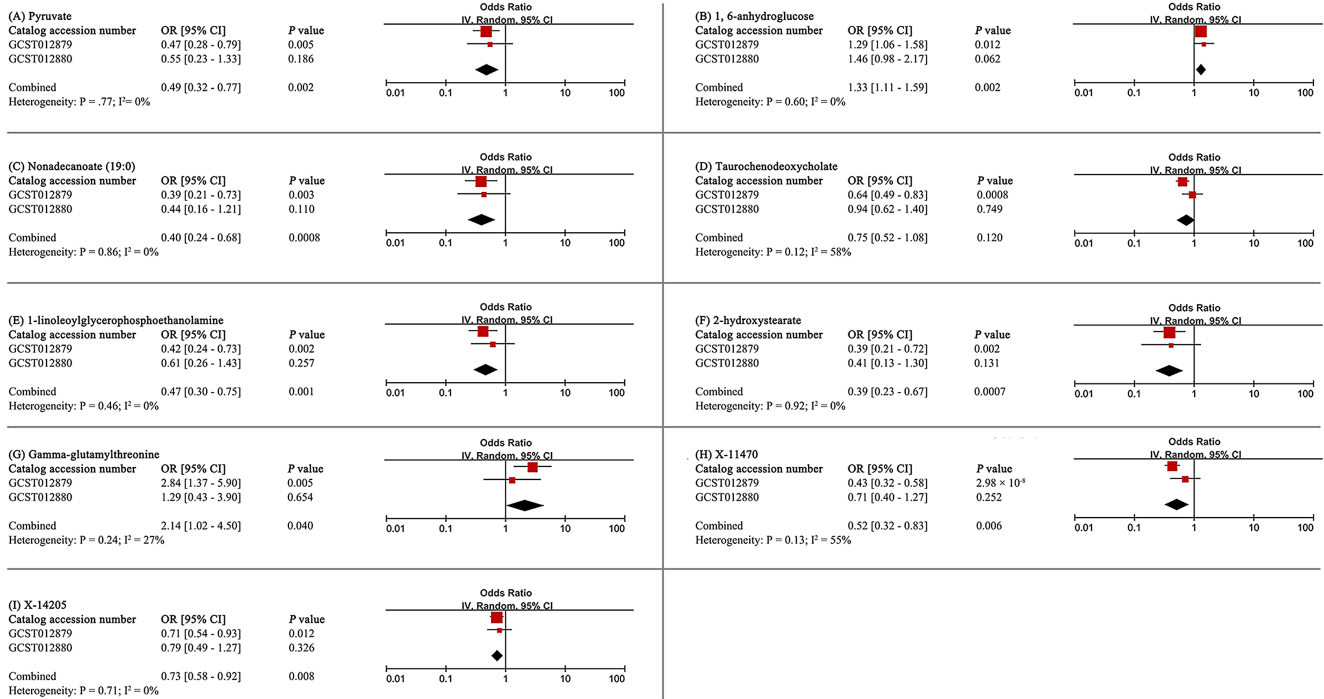 (A) Pyruvate
Odds Ratio
IV, Random, 95% CI
Catalog accession number OR [95% CI] P value
GCST012879 0.47 [0.28 - 0.79] 0.005
GCST012880 0.55 [0.23 - 1.33] 0.186
Combined 0.49 [0.32 - 0.77] 0.002
0.01 0.1 1 10 100
Heterogeneity: P = .77; I²= 0%
(B) 1, 6-anhydroglucose
Odds Ratio
IV, Random, 95% CI
Catalog accession number OR [95% CI] P value
GCST012879 1.29 [1.06 - 1.58] 0.012
GCST012880 1.46 [0.98 - 2.17] 0.062
Combined 1.33 [1.11 - 1.59] 0.002
0.01 0.1 1 10 100
Heterogeneity: P = 0.60; I² = 0%
(C) Nonadecanoate (19:0)
Odds Ratio
IV, Random, 95% CI
Catalog accession number OR [95% CI] P value
GCST012879 0.39 [0.21 - 0.73] 0.003
GCST012880 0.44 [0.16 - 1.21] 0.110
Combined 0.40 [0.24 - 0.68] 0.0008
0.01 0.1 1 10 100
Heterogeneity: P = 0.86; I² = 0%
(D) Taurochenodeoxycholate
Odds Ratio
IV, Random, 95% CI
Catalog accession number OR [95% CI] P value
GCST012879 0.64 [0.49 - 0.83] 0.0008
GCST012880 0.94 [0.62 - 1.40] 0.749
Combined 0.75 [0.52 - 1.08] 0.120
0.01 0.1 1 10 100
Heterogeneity: P = 0.12; I² = 58%
(E) 1-linoleoylglycerophosphoethanolamine
Odds Ratio
IV, Random, 95% CI
Catalog accession number OR [95% CI] P value
GCST012879 0.42 [0.24 - 0.73] 0.002
GCST012880 0.61 [0.26 - 1.43] 0.257
Combined 0.47 [0.30 - 0.75] 0.001
0.01 0.1 1 10 100
Heterogeneity: P = 0.46; I² = 0%
(F) 2-hydroxystearate
Odds Ratio
IV, Random, 95% CI
Catalog accession number OR [95% CI] P value
GCST012879 0.39 [0.21 - 0.72] 0.002
GCST012880 0.41 [0.13 - 1.30] 0.131
Combined 0.39 [0.23 - 0.67] 0.0007
0.01 0.1 1 10 100
Heterogeneity: P = 0.92; I² = 0%
(G) Gamma-glutamylthreonine
Odds Ratio
IV, Random, 95% CI
Catalog accession number OR [95% CI] P value
GCST012879 2.84 [1.37 - 5.90] 0.005
GCST012880 1.29 [0.43 - 3.90] 0.654
Combined 2.14 [1.02 - 4.50] 0.040
0.01 0.1 1 10 100
Heterogeneity: P = 0.24; I² = 27%
(H) X-11470
Odds Ratio
IV, Random, 95% CI
Catalog accession number OR [95% CI] P value
GCST012879 0.43 [0.32 - 0.58] 2.98 × 10⁻⁸
GCST012880 0.71 [0.40 - 1.27] 0.252
Combined 0.52 [0.32 - 0.83] 0.006
0.01 0.1 1 10 100
Heterogeneity: P = 0.13; I² = 55%
(I) X-14205
Odds Ratio
IV, Random, 95% CI
Catalog accession number OR [95% CI] P value
GCST012879 0.71 [0.54 - 0.93] 0.012
GCST012880 0.79 [0.49 - 1.27] 0.326
Combined 0.73 [0.58 - 0.92] 0.008
0.01 0.1 1 10 100
Heterogeneity: P = 0.71; I² = 0%